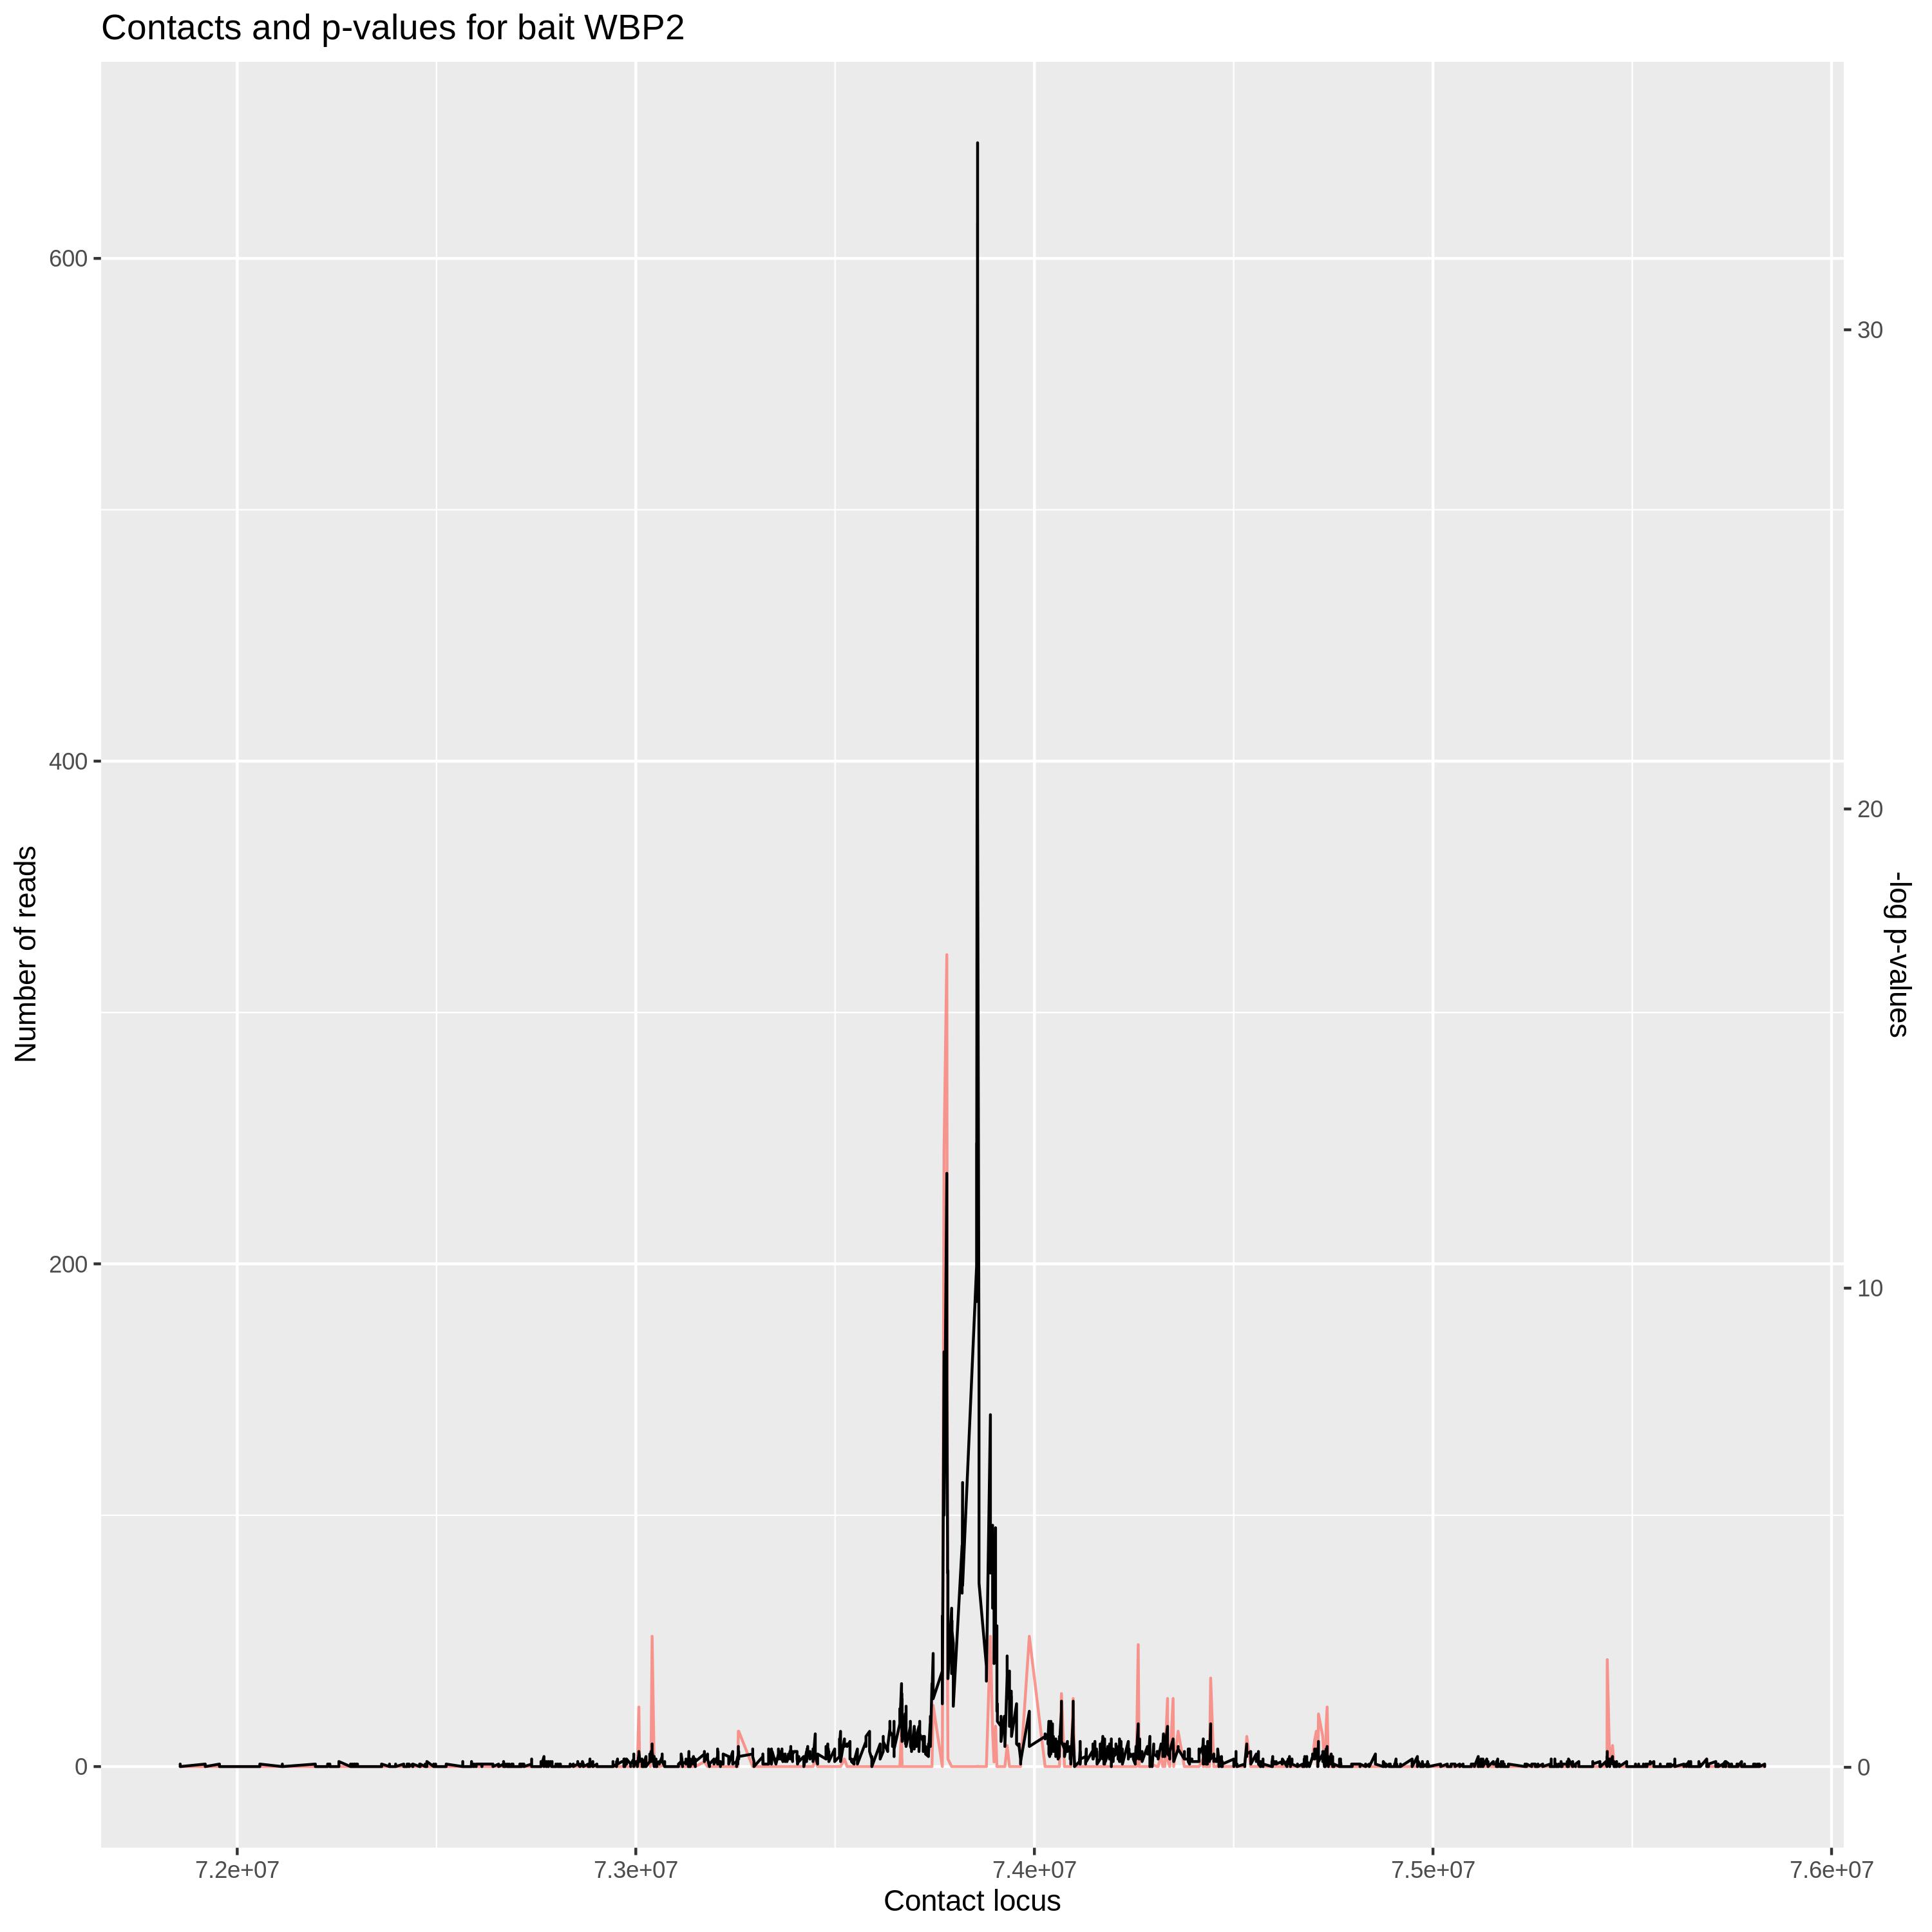 Contacts and p-values for bait WBP2
600
400
200
0
30
20
10
0
Number of reads
-log p-values
7.2e+07
7.3e+07
7.4e+07
7.5e+07
7.6e+07
Contact locus